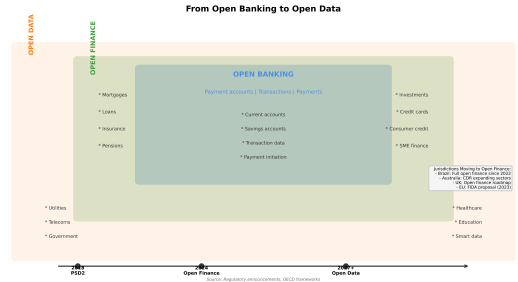 From Open Banking to Open Data
OPEN DATA
OPEN FINANCE
OPEN BANKING
Payment accounts | Transactions | Payments
* Mortgages
* Loans
* Insurance
* Pensions
* Current accounts
* Savings accounts
* Transaction data
* Payment initiation
* Investments
* Credit cards
* Consumer credit
* SME finance
Jurisdictions Moving to Open Finance:
- Brazil: Full open finance since 2022
- Australia: CDR expanding sectors
- UK: Open finance roadmap
- EU: FIDA proposal (2023)
* Utilities
* Telecoms
* Government
* Healthcare
* Education
* Smart data
2018
PSD2
2024
Open Finance
Open Data
Source: Regulatory announcements, OECD frameworks